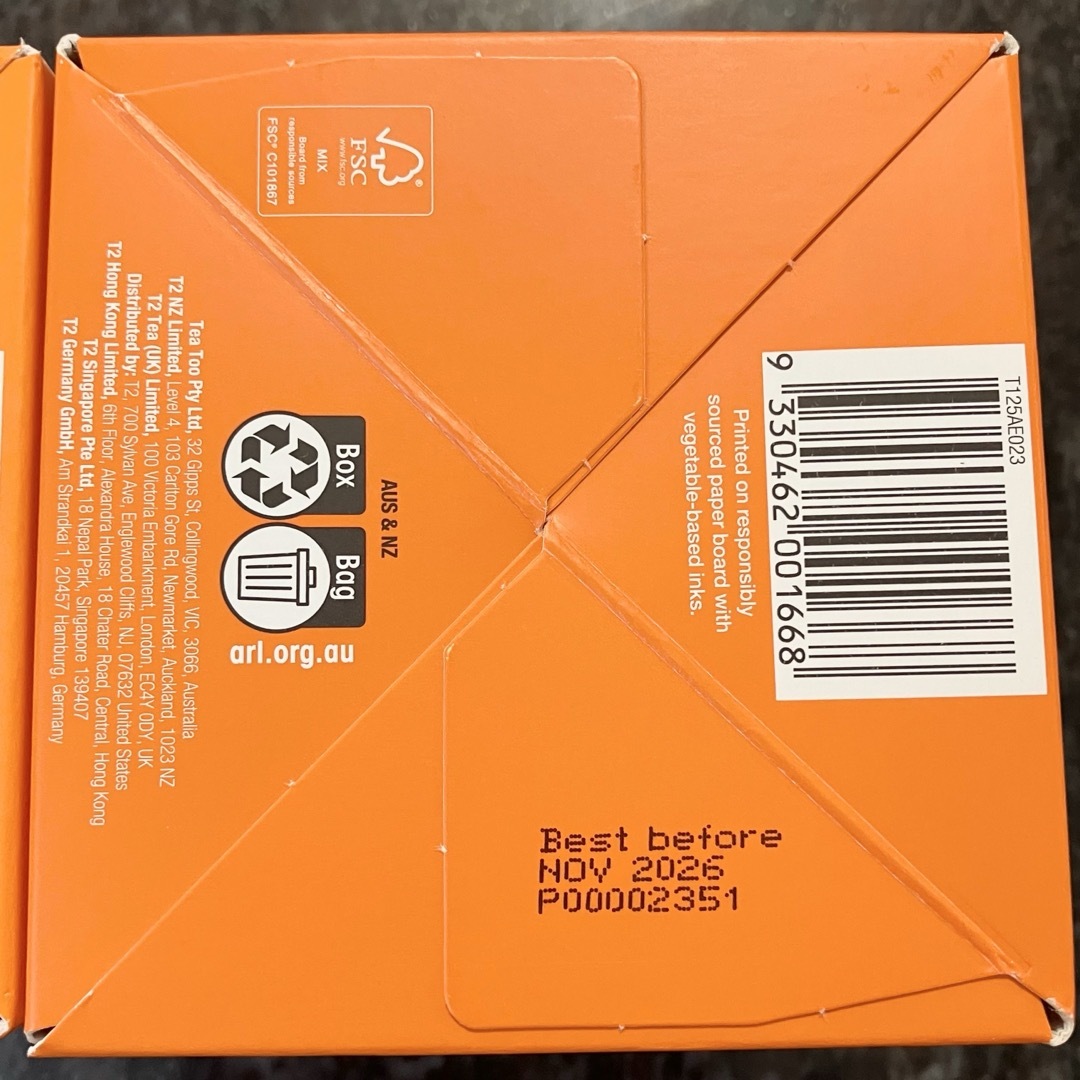 FSC
www.fsc.org
MIX
Board from
responsible sources
FSC® C101867
T125AE023
9 330462 001668
Printed on responsibly
sourced paper board with
vegetable-based inks.
AUS & NZ
Box
Bag
arl.org.au
Tea Too Pty Ltd, 32 Gipps St, Collingwood, VIC, 3066, Australia
T2 NZ Limited, Level 4, 103 Carlton Gore Rd, Newmarket, Auckland, 1023 NZ
T2 Tea (UK) Limited, 100 Victoria Embankment, London, EC4Y 0DY, UK
Distributed by: T2, 700 Sylvan Ave, Englewood Cliffs, NJ, 07632 United States
T2 Hong Kong Limited, 6th Floor, Alexandra House, 18 Chater Road, Central, Hong Kong
T2 Singapore Pte Ltd, 18 Nepal Park, Singapore 139407
T2 Germany GmbH, Am Strandkai 1, 20457 Hamburg, Germany
Best before
NOV 2026
P00002351